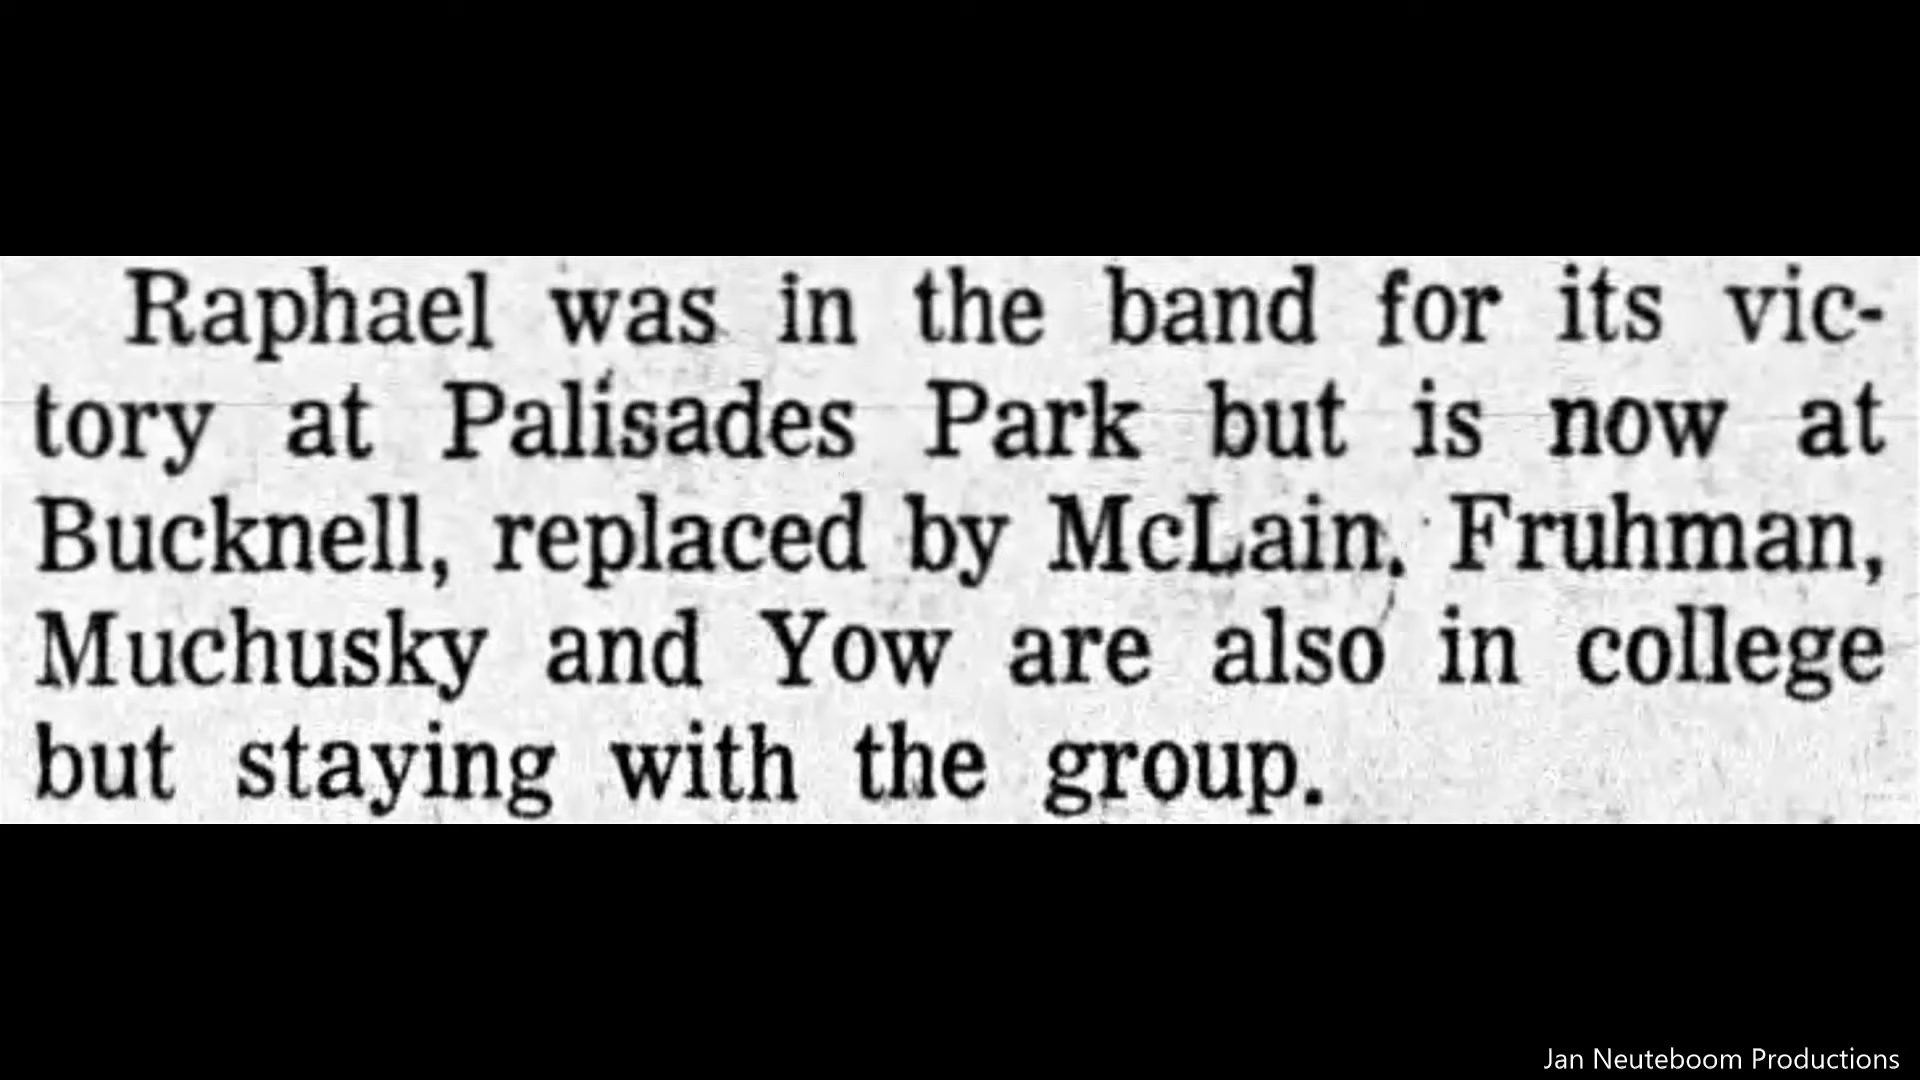 Raphael was in the band for its vic-
tory at Palisades Park but is now at
Bucknell, replaced by McLain. Fruhman,
Muchusky and Yow are also in college
but staying with the group.
Jan Neuteboom Productions